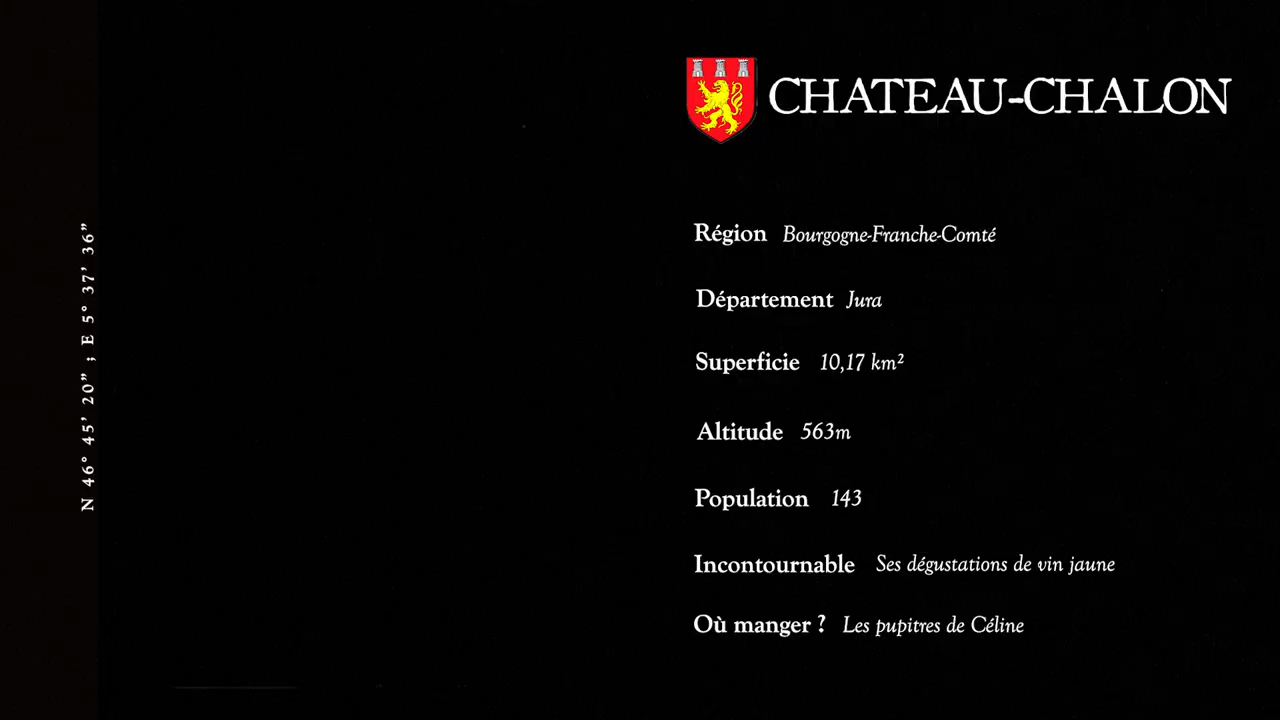 CHATEAU-CHALON
N 46° 45’ 20” ; E 5° 37’ 36”
Région Bourgogne-Franche-Comté
Département Jura
Superficie 10,17 km²
Altitude 563m
Population 143
Incontournable Ses dégustations de vin jaune
Où manger ? Les pupitres de Céline